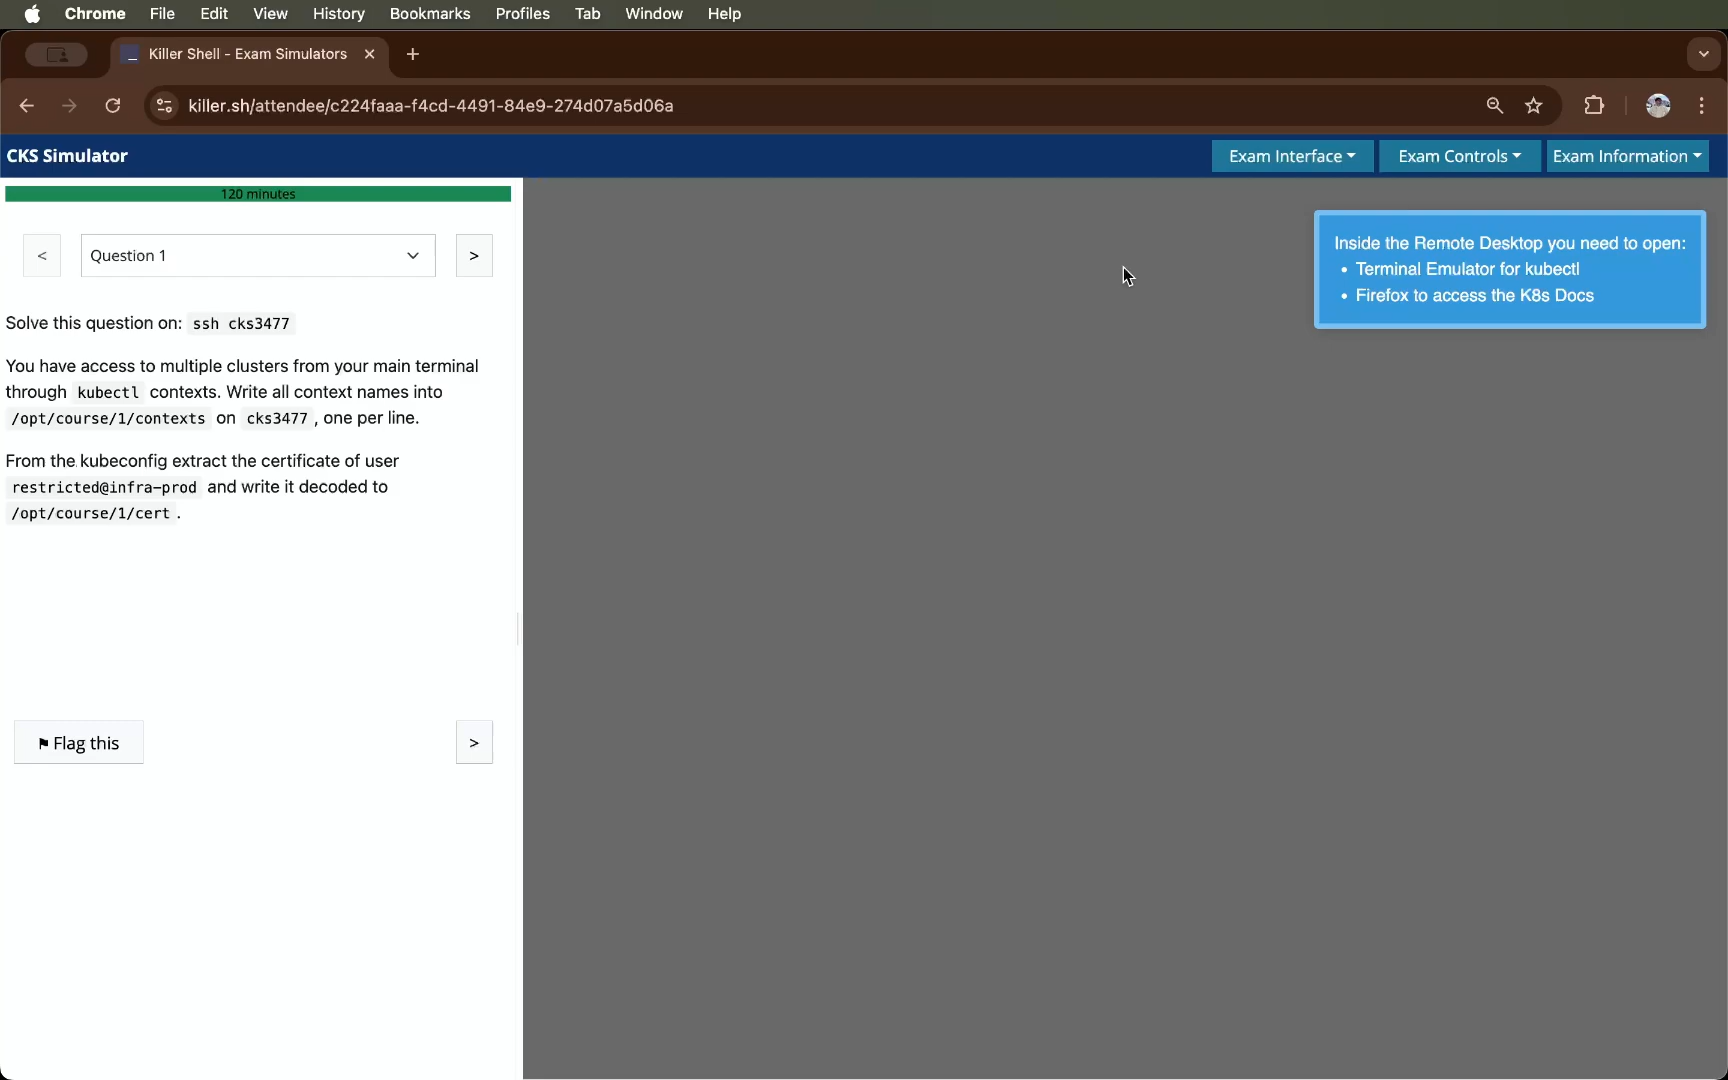 Chrome File Edit View History Bookmarks Profiles Tab Window Help
Killer Shell - Exam Simulators
killer.sh/attendee/c224faaa-f4cd-4491-84e9-274d07a5d06a
CKS Simulator
Exam Interface Exam Controls Exam Information
120 minutes
< Question 1 >
Inside the Remote Desktop you need to open:
• Terminal Emulator for kubectl
• Firefox to access the K8s Docs
Solve this question on: ssh cks3477
You have access to multiple clusters from your main terminal
through kubectl contexts. Write all context names into
/opt/course/1/contexts on cks3477 , one per line.
From the kubeconfig extract the certificate of user
restricted@infra-prod and write it decoded to
/opt/course/1/cert .
Flag this >